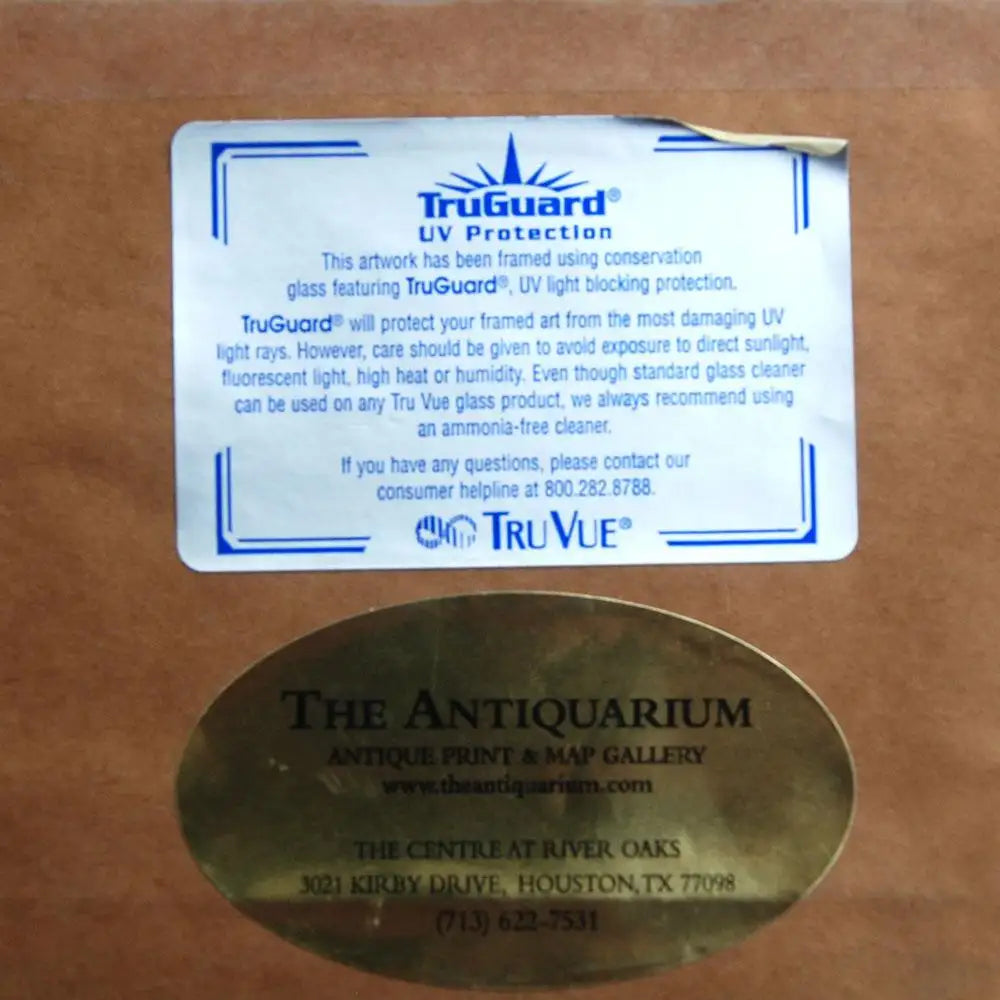 TruGuard®
UV Protection
This artwork has been framed using conservation
glass featuring TruGuard®, UV light blocking protection.
TruGuard® will protect your framed art from the most damaging UV
light rays. However, care should be given to avoid exposure to direct sunlight,
fluorescent light, high heat or humidity. Even though standard glass cleaner
can be used on any Tru Vue glass product, we always recommend using
an ammonia-free cleaner.
If you have any questions, please contact our
consumer helpline at 800.282.8788.
TRU VUE®
THE ANTIQUARIUM
ANTIQUE PRINT & MAP GALLERY
www.theantiquarium.com
THE CENTRE AT RIVER OAKS
3021 KIRBY DRIVE, HOUSTON, TX 77098
(713) 622-7531